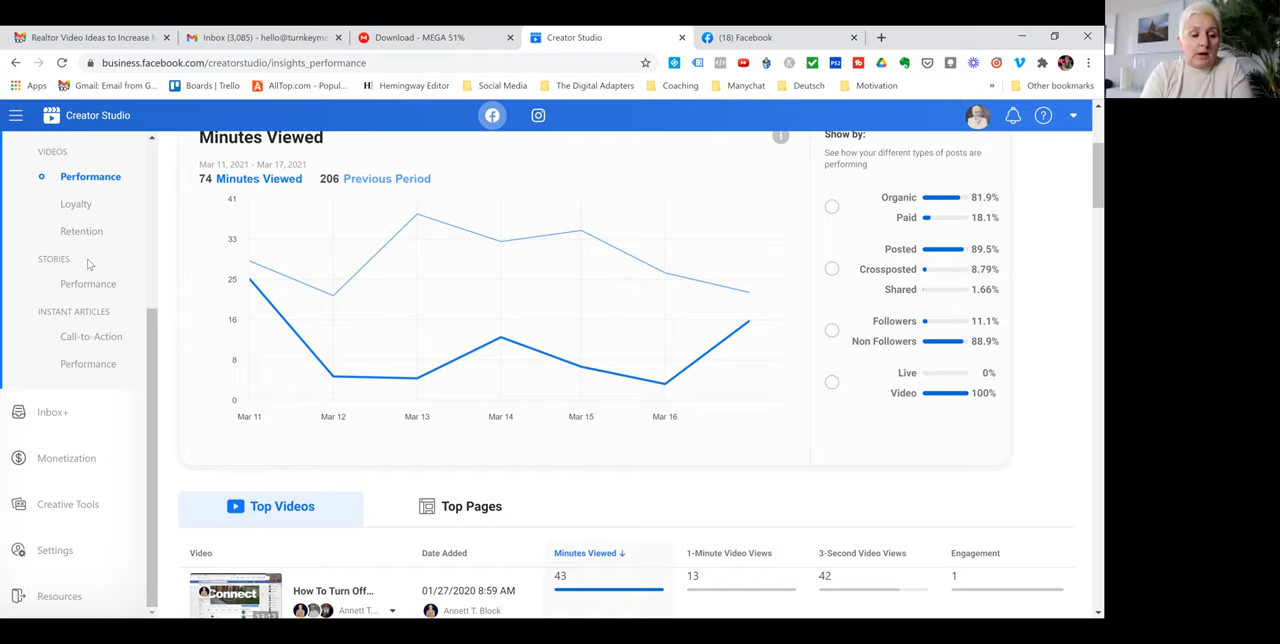 Realtor Video Ideas to Increase M
Inbox (3,085) - hello@turnkeyme
Download - MEGA 51%
Creator Studio
(18) Facebook
business.facebook.com/creatorstudio/insights_performance
Apps
Gmail: Email from G...
Boards | Trello
AllTop.com - Popul...
Hemingway Editor
Social Media
The Digital Adapters
Coaching
Manychat
Deutsch
Motivation
»
Other bookmarks
Creator Studio
VIDEOS
Performance
Loyalty
Retention
STORIES
Performance
INSTANT ARTICLES
Call-to-Action
Performance
Inbox+
Monetization
Creative Tools
Settings
Resources
Minutes Viewed
Mar 11, 2021 - Mar 17, 2021
74 Minutes Viewed 206 Previous Period
41
33
25
16
8
0
Mar 11 Mar 12 Mar 13 Mar 14 Mar 15 Mar 16
Show by:
See how your different types of posts are
performing
Organic 81.9%
Paid 18.1%
Posted 89.5%
Crossposted 8.79%
Shared 1.66%
Followers 11.1%
Non Followers 88.9%
Live 0%
Video 100%
Top Videos
Top Pages
Video Date Added Minutes Viewed ↓ 1-Minute Video Views 3-Second Video Views Engagement
Connect
13:12
How To Turn Off...
Annett T...
01/27/2020 8:59 AM
Annett T. Block
43 13 42 1